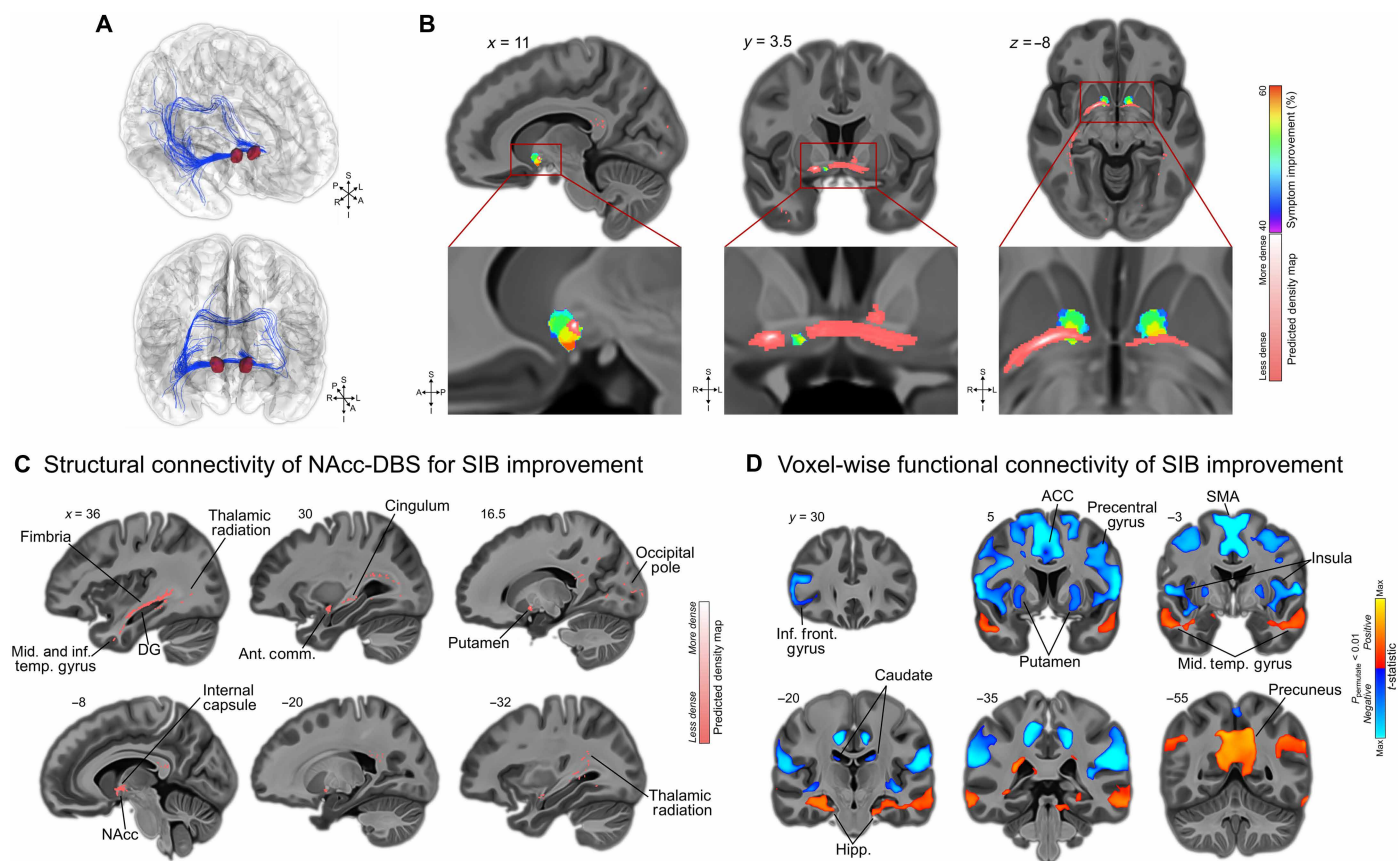 A
S
P
L
R
A
I
S
P
R
L
A
I
B
x = 11
y = 3.5
z = –8
A
P
S
I
S
R
L
I
S
R
L
I
60
Symptom improvement (%)
40
More dense
Predicted density map
Less dense
C Structural connectivity of NAcc-DBS for SIB improvement
x = 36
Fimbria
Thalamic
radiation
Mid. and inf.
temp. gyrus
DG
30
Cingulum
Ant. comm.
16.5
Occipital
pole
Putamen
–8
Internal
capsule
NAcc
–20
–32
Thalamic
radiation
More dense
Predicted density map
Less dense
D Voxel-wise functional connectivity of SIB improvement
y = 30
Inf. front.
gyrus
5
ACC
Precentral
gyrus
Putamen
–3
SMA
Insula
Mid. temp. gyrus
–20
Caudate
Hipp.
–35
–55
Precuneus
Max
Positive
Ppermutate < 0.01
Negative
t-statistic
Max